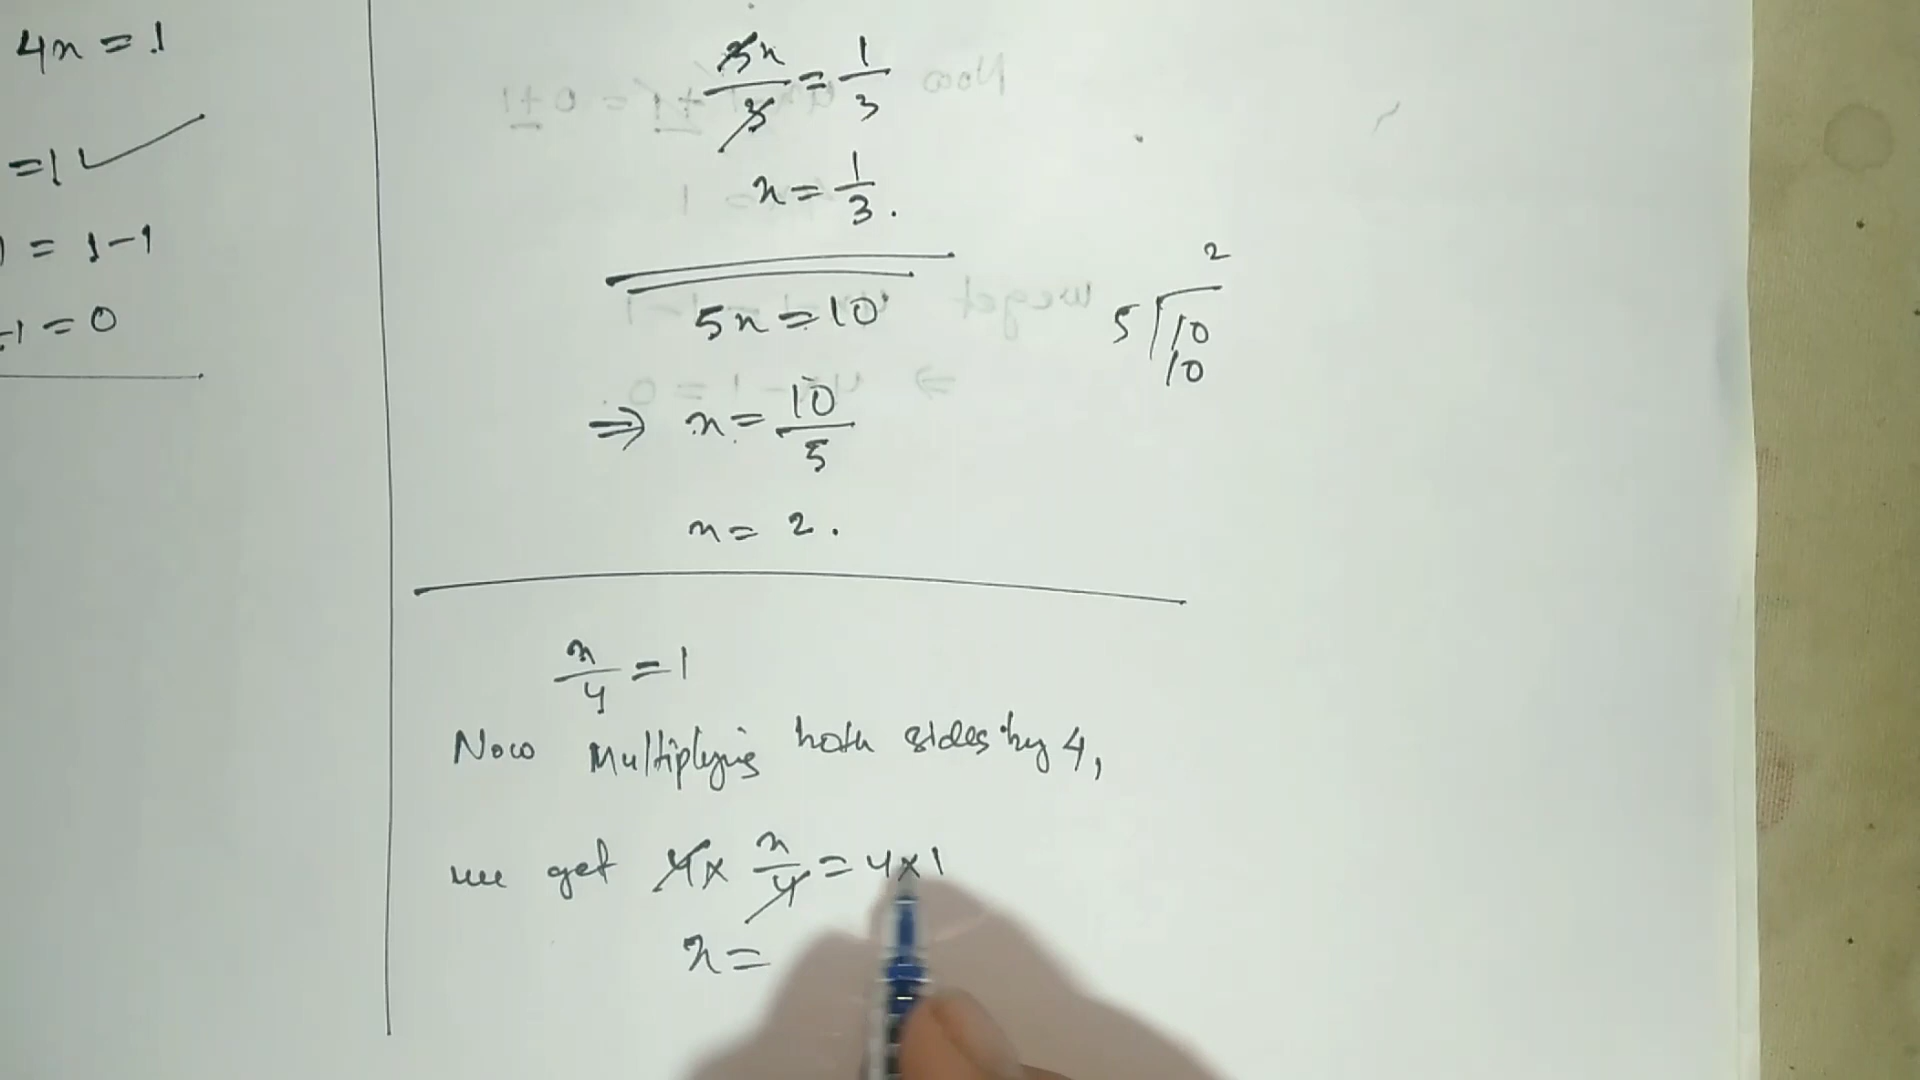 4x = 1
= 1 ✓
= 1-1
-1 = 0
3x/3 = 1/3
x = 1/3.
5x = 10
2
5 10
10
⇒ x = 10/5
x = 2.
x/4 = 1
Now Multiplying both sides by 4,
we get 4× x/4 = 4×1
x =